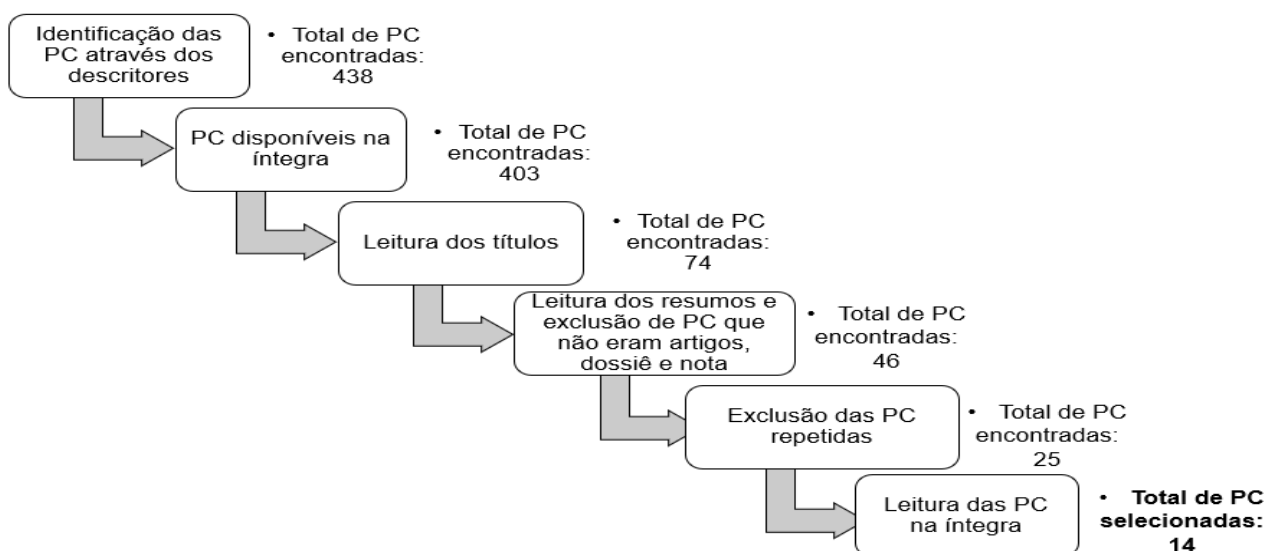 Identificação das
PC através dos
descritores
• Total de PC
encontradas:
438
PC disponíveis na
íntegra
• Total de PC
encontradas:
403
Leitura dos títulos
• Total de PC
encontradas:
74
Leitura dos resumos e
exclusão de PC que
não eram artigos,
dossiê e nota
• Total de PC
encontradas:
46
Exclusão das PC
repetidas
• Total de PC
encontradas:
25
Leitura das PC
na íntegra
• Total de PC
selecionadas:
14